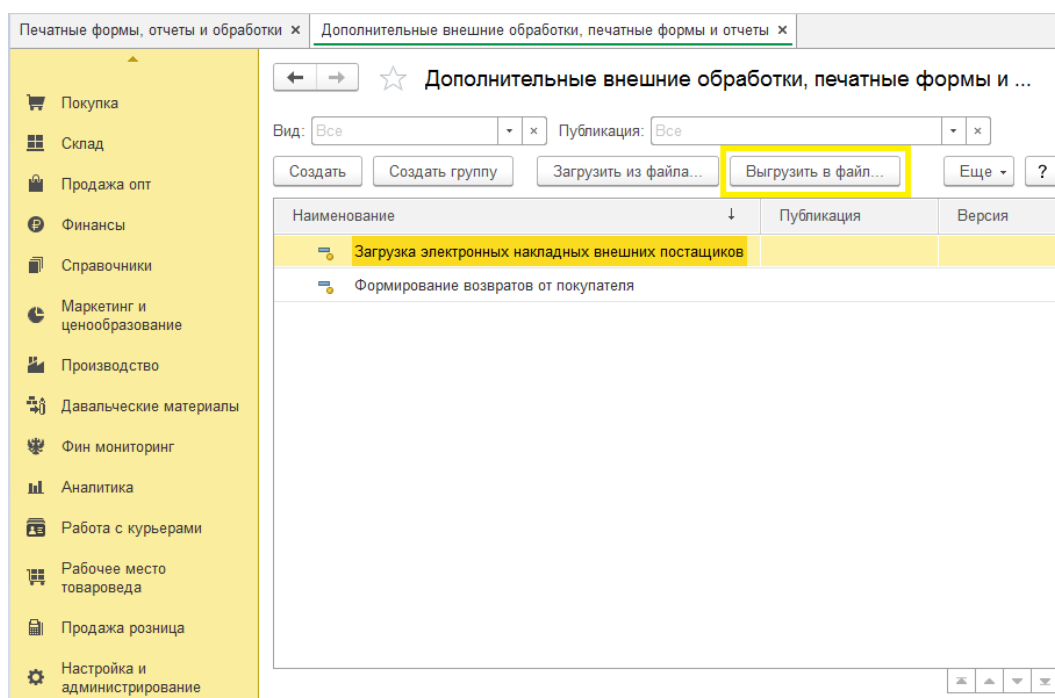 Печатные формы, отчеты и обработки ×
Дополнительные внешние обработки, печатные формы и отчеты ×
Дополнительные внешние обработки, печатные формы и ...
Вид: Все
Публикация: Все
Создать
Создать группу
Загрузить из файла...
Выгрузить в файл...
Еще
?
Наименование ↓ Публикация Версия
Загрузка электронных накладных внешних постащиков
Формирование возвратов от покупателя
Покупка
Склад
Продажа опт
Финансы
Справочники
Маркетинг и
ценообразование
Производство
Давальческие материалы
Фин мониторинг
Аналитика
Работа с курьерами
Рабочее место
товароведа
Продажа розница
Настройка и
администрирование